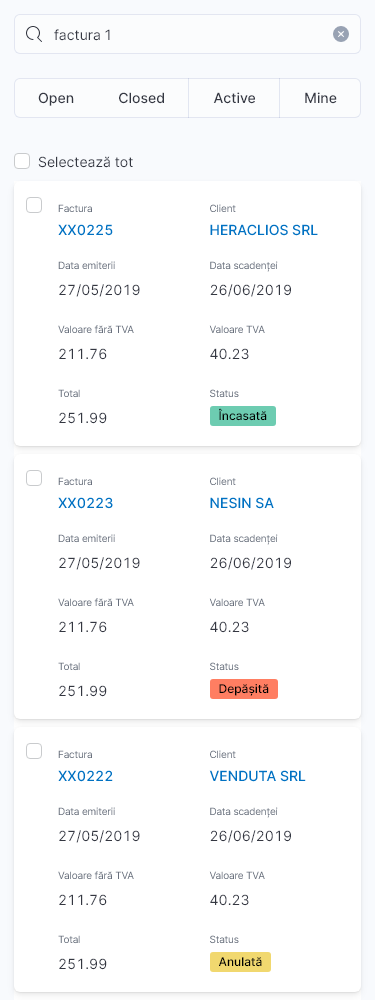 factura 1
Open Closed Active Mine
Selectează tot
Factura Client
XX0225 HERACLIOS SRL
Data emiterii Data scadenței
27/05/2019 26/06/2019
Valoare fără TVA Valoare TVA
211.76 40.23
Total Status
251.99 Încasată
Factura Client
XX0223 NESIN SA
Data emiterii Data scadenței
27/05/2019 26/06/2019
Valoare fără TVA Valoare TVA
211.76 40.23
Total Status
251.99 Depășită
Factura Client
XX0222 VENDUTA SRL
Data emiterii Data scadenței
27/05/2019 26/06/2019
Valoare fără TVA Valoare TVA
211.76 40.23
Total Status
251.99 Anulată